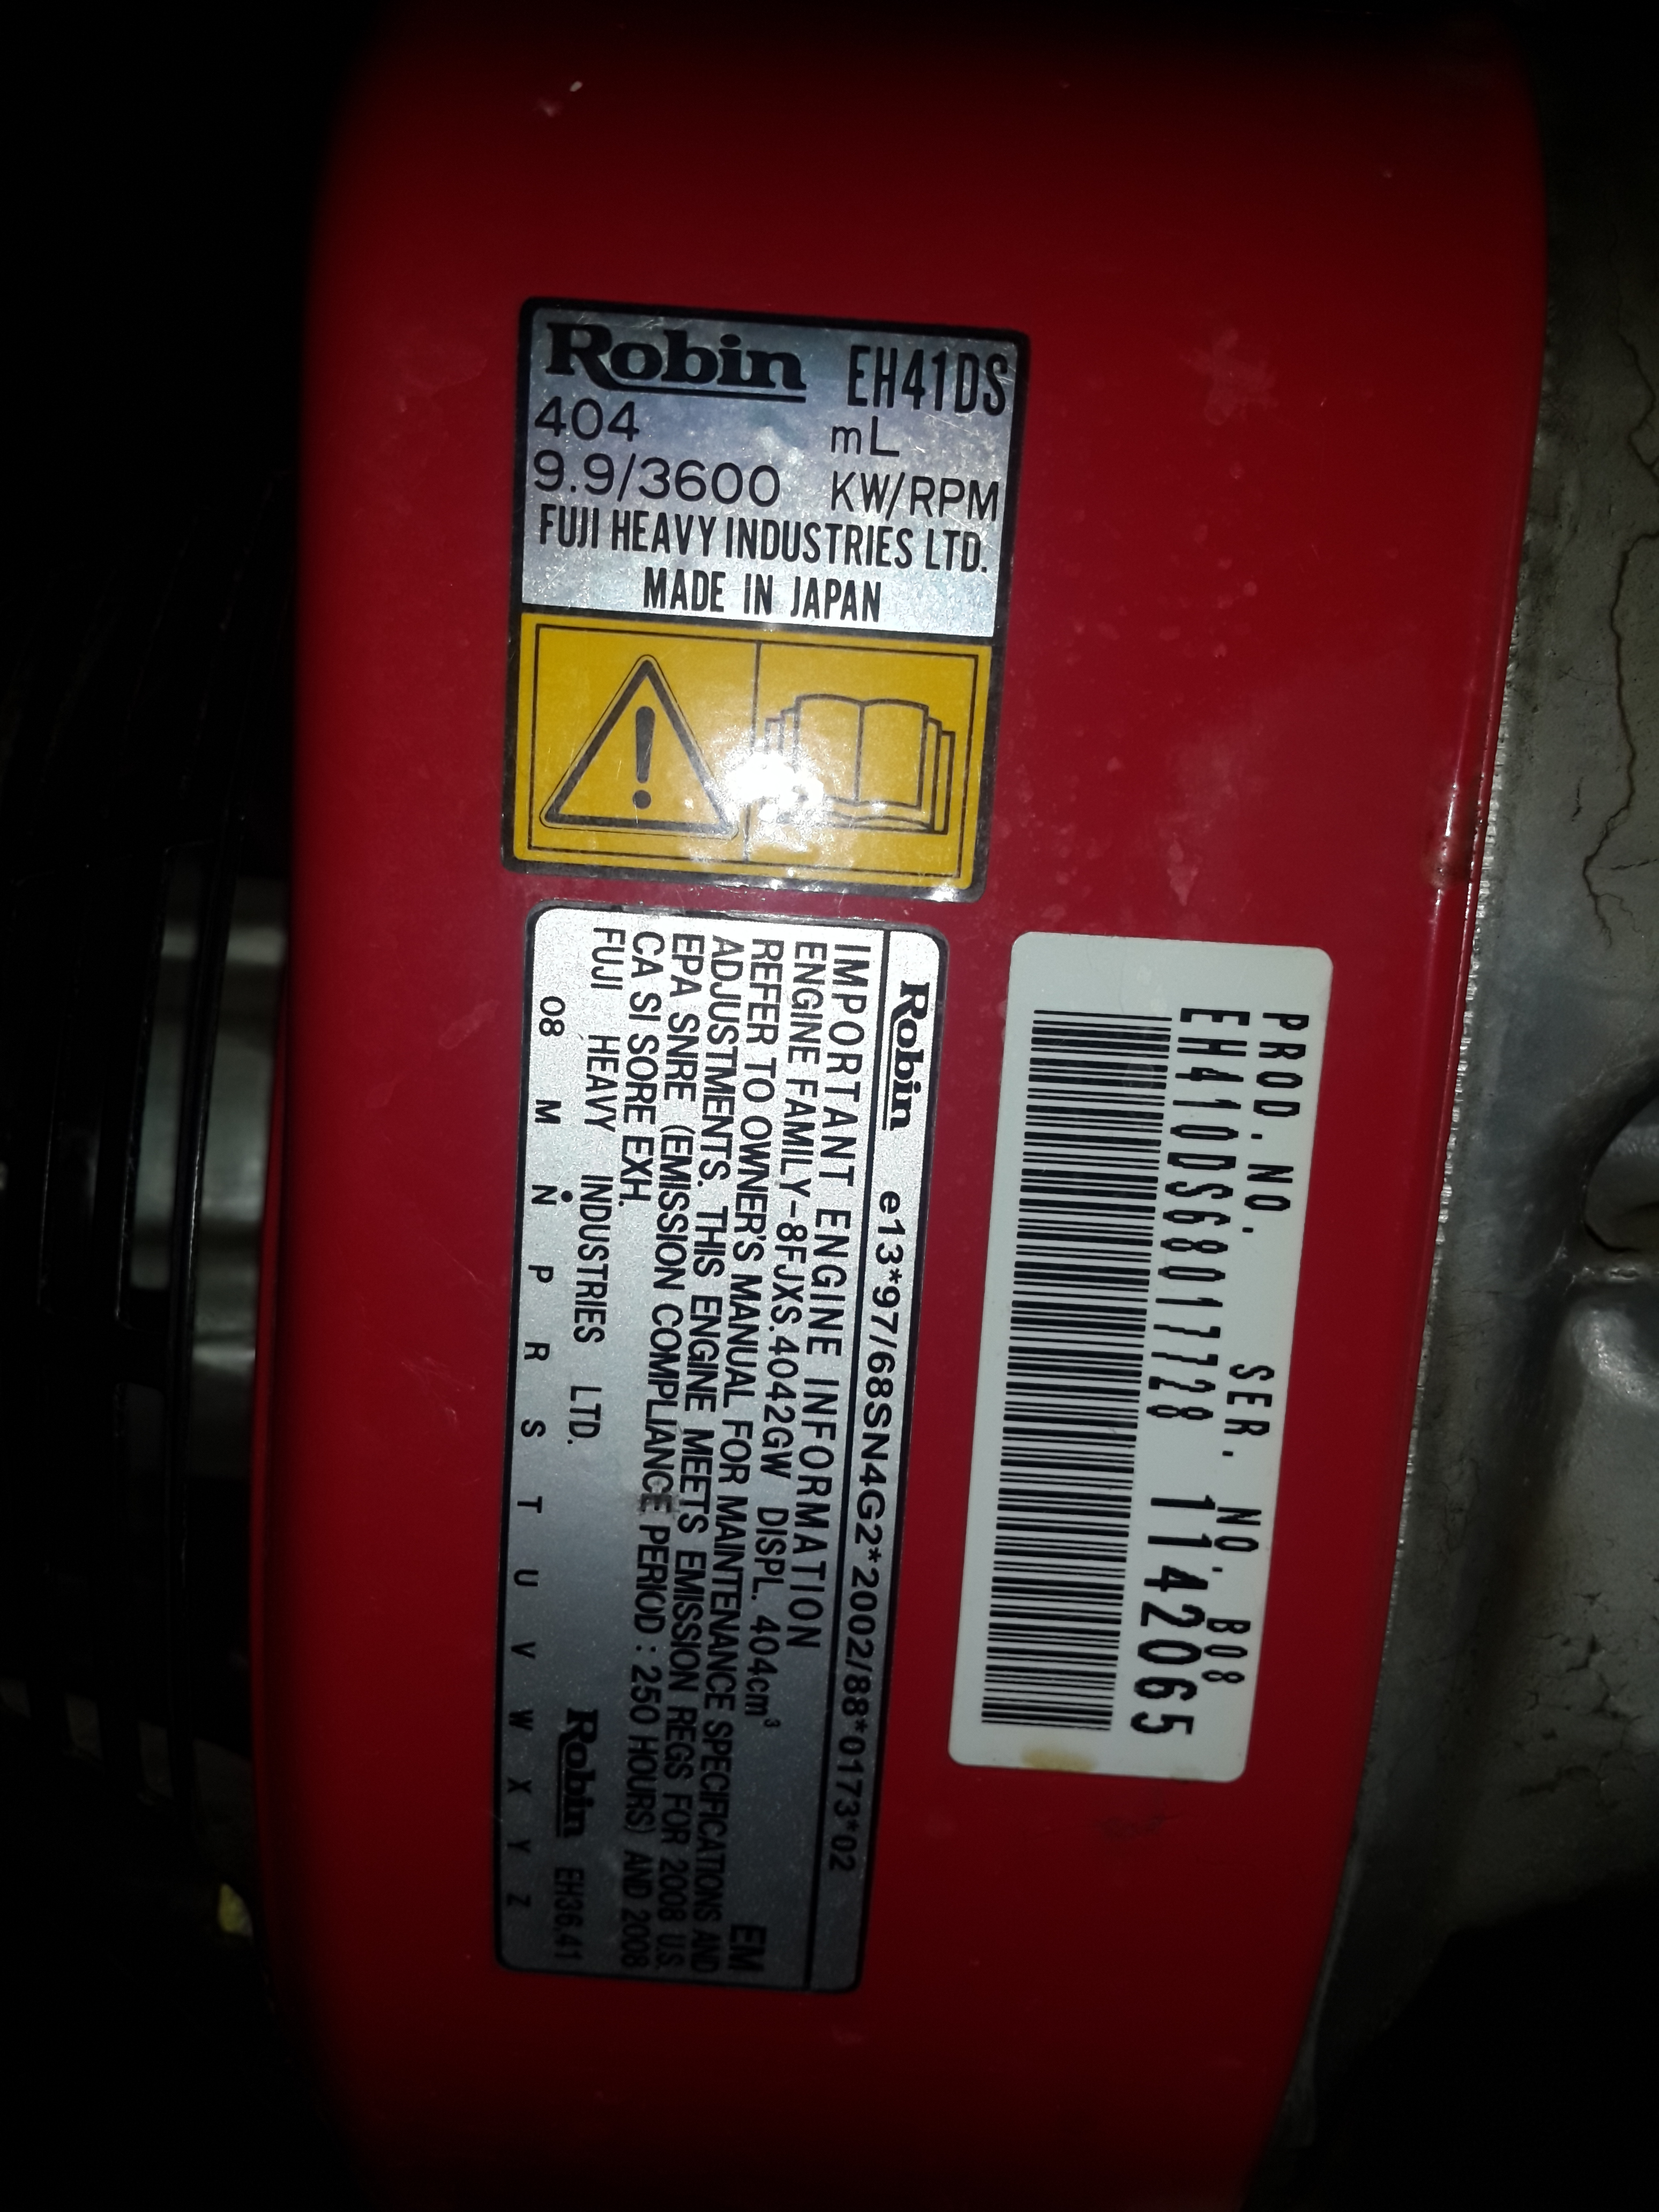 Robin EH41DS
404 mL
9.9/3600 KW/RPM
FUJI HEAVY INDUSTRIES LTD.
MADE IN JAPAN
PROD.NO. SER. NO. B08
EH410DS68017728 1142065
Robin e13*97/68SN4G2*2002/88*0173*02
IMPORTANT ENGINE INFORMATION EM
ENGINE FAMILY-8FJXS.4042GW DISPL. 404cm³
REFER TO OWNER'S MANUAL FOR MAINTENANCE SPECIFICATIONS AND
ADJUSTMENTS. THIS ENGINE MEETS EMISSION REGS FOR 2008 U.S.
EPA SNRE (EMISSION COMPLIANCE PERIOD : 250 HOURS) AND 2008
CA SI SORE EXH.
FUJI HEAVY INDUSTRIES LTD. Robin EH36,41
08 M N P R S T U V W X Y Z